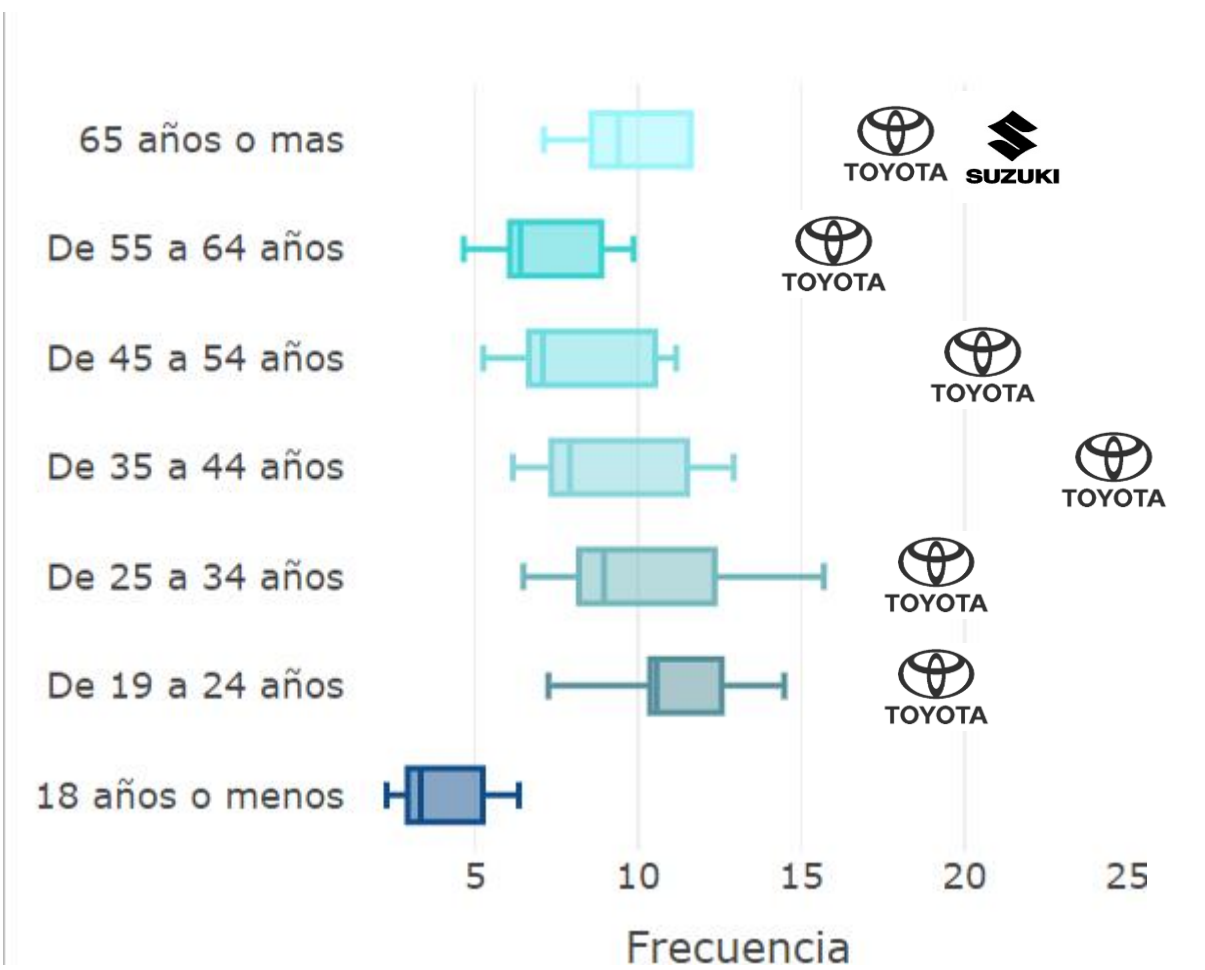 65 años o mas
TOYOTA
SUZUKI
De 55 a 64 años
TOYOTA
De 45 a 54 años
TOYOTA
De 35 a 44 años
TOYOTA
De 25 a 34 años
TOYOTA
De 19 a 24 años
TOYOTA
18 años o menos
5 10 15 20 25
Frecuencia